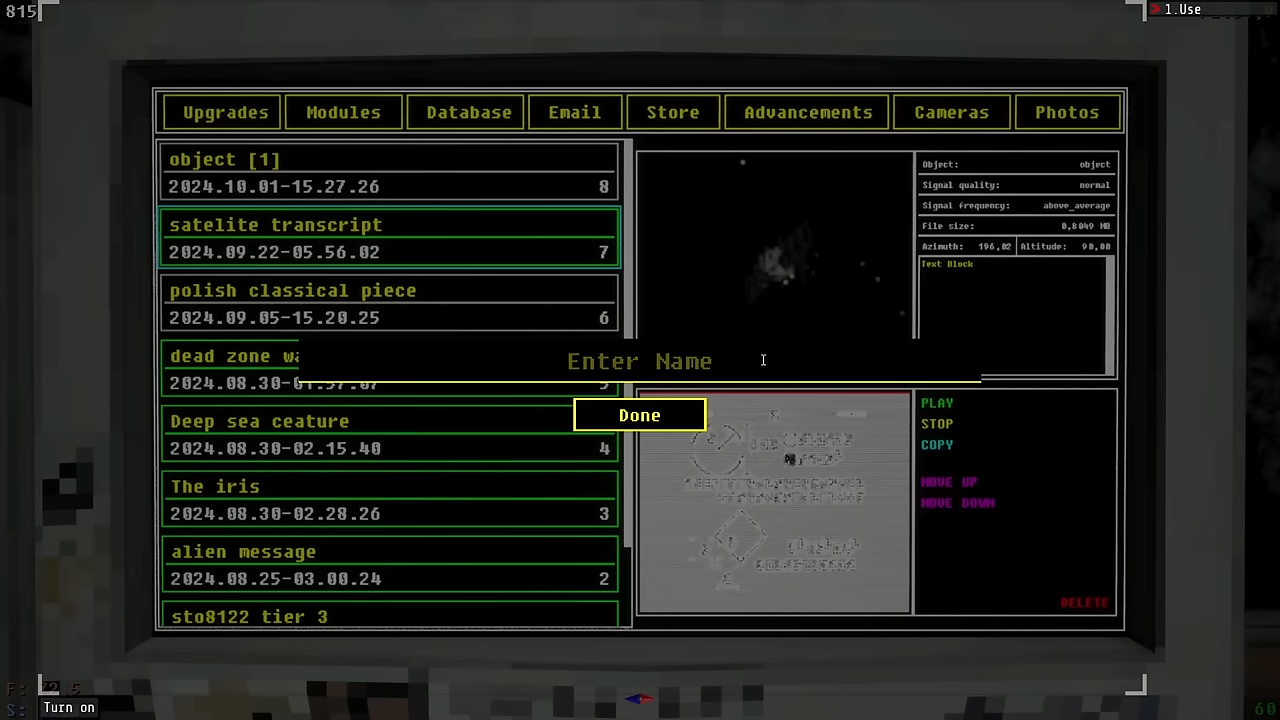 815
1.Use
Upgrades Modules Database Email Store Advancements Cameras Photos
object [1]
2024.10.01-15.27.26 8
satelite transcript
2024.09.22-05.56.02 7
polish classical piece
2024.09.05-15.20.25 6
dead zone
2024.08.30-01.57.07 5
Deep sea ceature
2024.08.30-02.15.40 4
The iris
2024.08.30-02.28.26 3
alien message
2024.08.25-03.00.24 2
sto8122 tier 3
Object: object
Signal quality: normal
Signal frequency: above_average
File size: 0,8049 MB
Azimuth: 196,02 Altitude: 90,00
Text Block
Enter Name
Done
PLAY
STOP
COPY
MOVE UP
MOVE DOWN
DELETE
F:
S:
Turn on
60